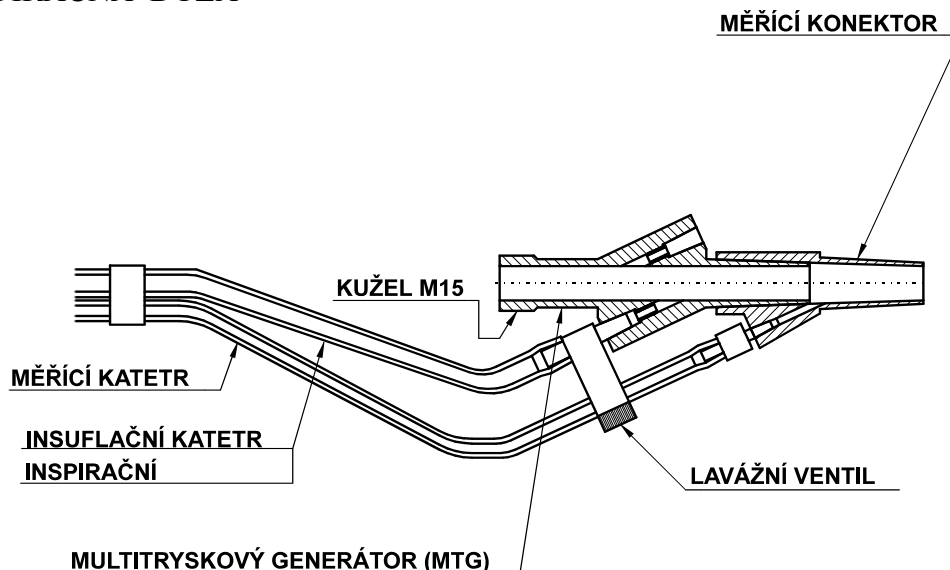 MĚŘÍCÍ KONEKTOR
KUŽEL M15
MĚŘÍCÍ KATETR
INSUFLAČNÍ KATETR
INSPIRAČNÍ
LAVÁŽNÍ VENTIL
MULTITRYSKOVÝ GENERÁTOR (MTG)